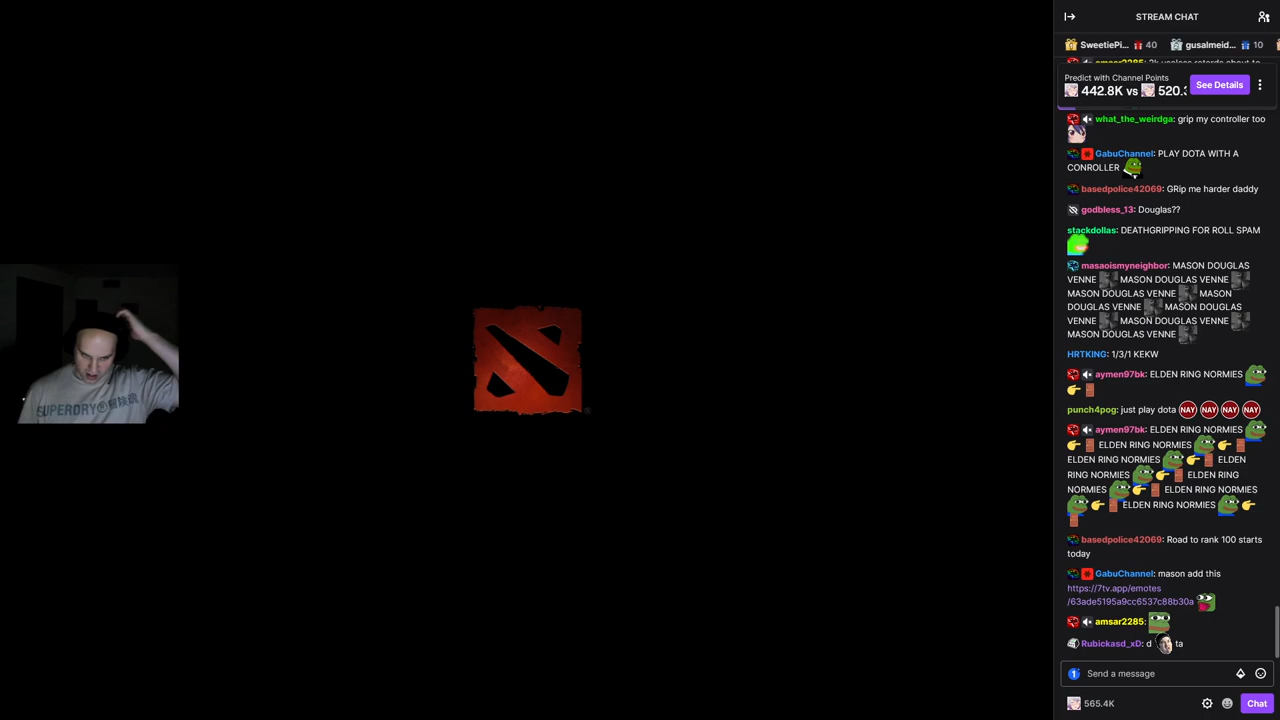 STREAM CHAT
SweetiePi... 40 gusalmeid... 10
Predict with Channel Points
442.8K vs 520.
See Details
what_the_weirdga: grip my controller too
GabuChannel: PLAY DOTA WITH A
CONROLLER
basedpolice42069: GRip me harder daddy
godbless_13: Douglas??
stackdollas: DEATHGRIPPING FOR ROLL SPAM
masaoismyneighbor: MASON DOUGLAS
VENNE MASON DOUGLAS VENNE
MASON DOUGLAS VENNE MASON
DOUGLAS VENNE MASON DOUGLAS
VENNE MASON DOUGLAS VENNE
MASON DOUGLAS VENNE
HRTKING: 1/3/1 KEKW
aymen97bk: ELDEN RING NORMIES
punch4pog: just play dota NAY NAY NAY NAY
aymen97bk: ELDEN RING NORMIES
ELDEN RING NORMIES
ELDEN RING NORMIES ELDEN
RING NORMIES ELDEN RING
NORMIES ELDEN RING NORMIES
ELDEN RING NORMIES
basedpolice42069: Road to rank 100 starts
today
GabuChannel: mason add this
https://7tv.app/emotes
/63ade5195a9cc6537c88b30a
amsar2285:
Rubickasd_xD: d ta
1 Send a message
565.4K
Chat
SUPERDRY